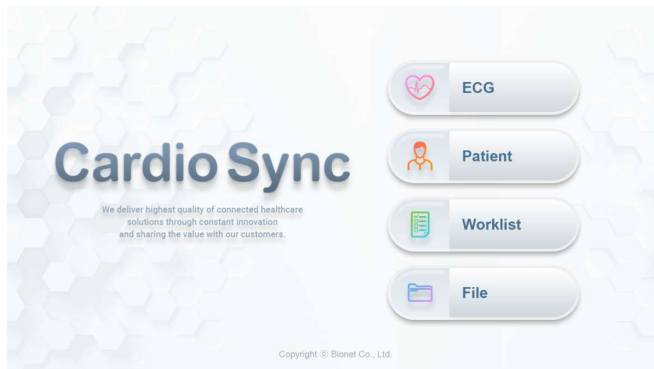 Cardio Sync
We deliver highest quality of connected healthcare
solutions through constant innovation
and sharing the value with our customers.
ECG
Patient
Worklist
File
Copyright ⓒ Bionet Co., Ltd.